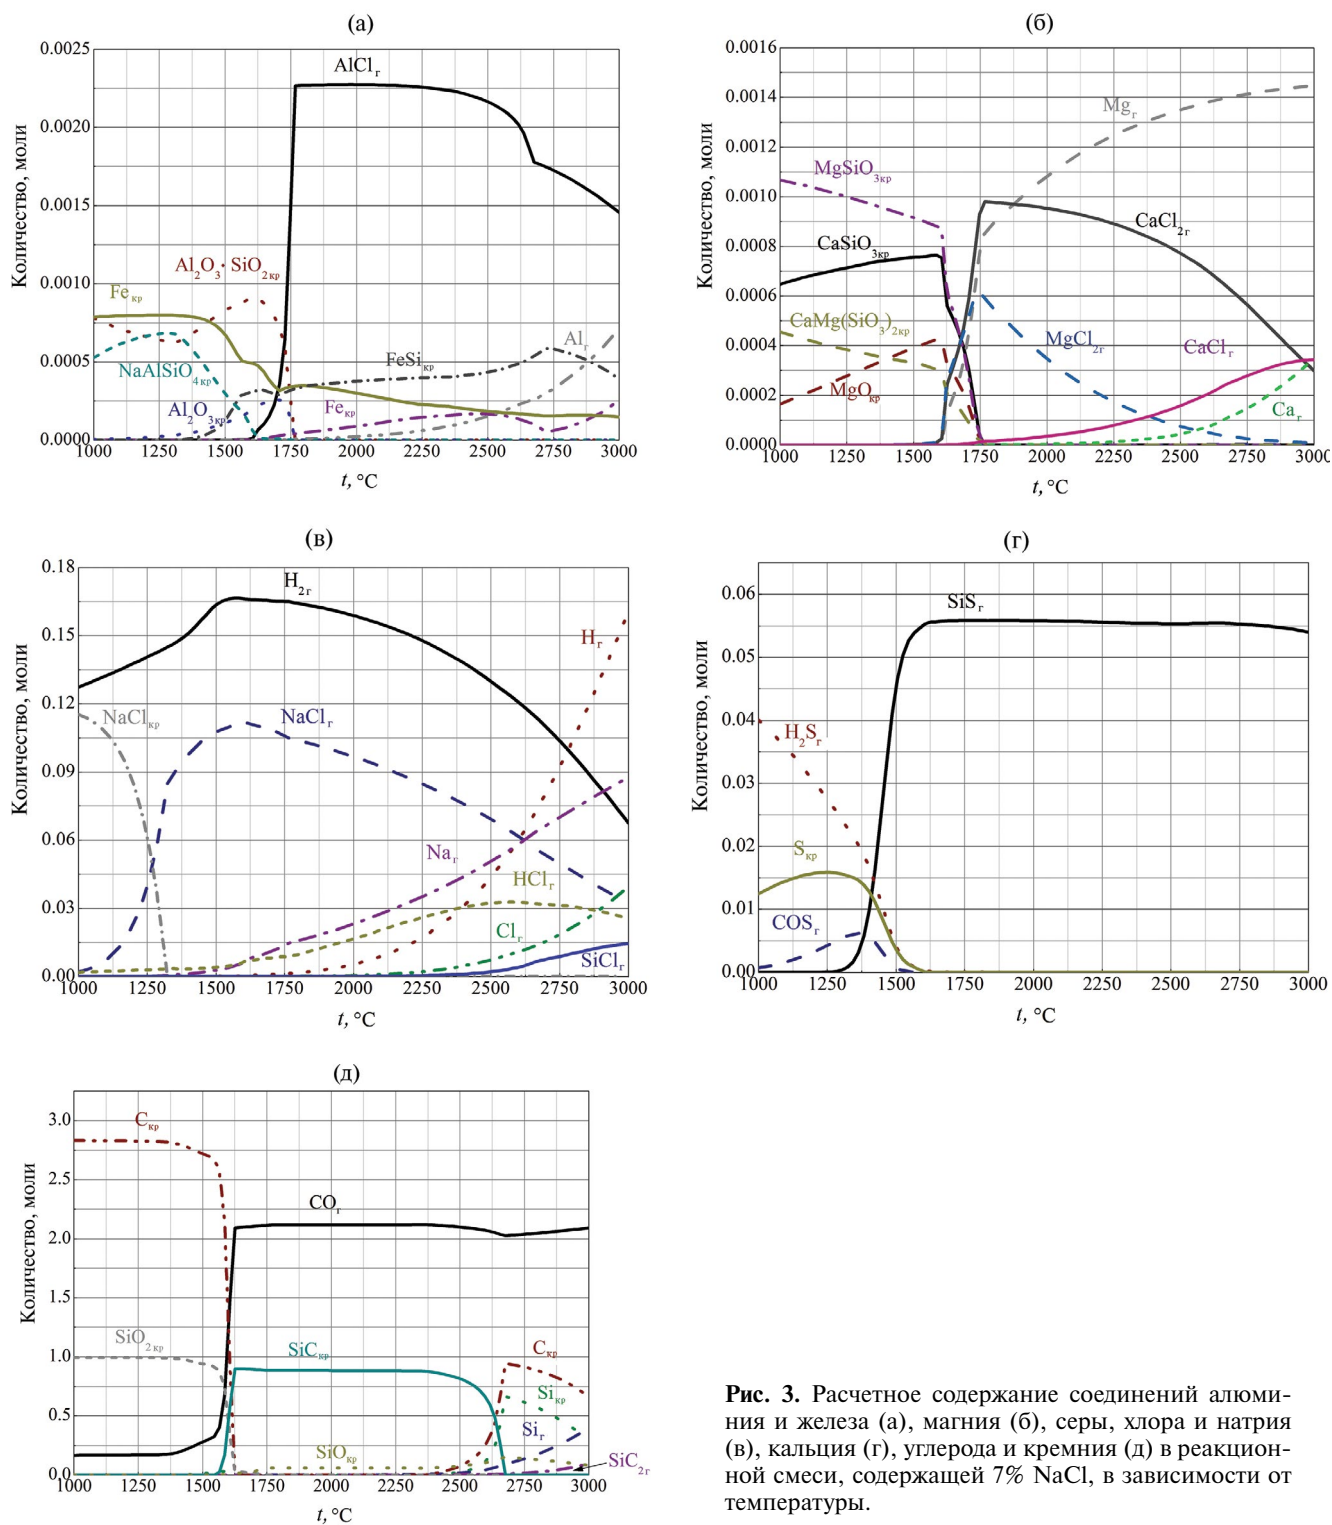 (а)
Количество, моли
0.0025
0.0020
0.0015
0.0010
0.0005
0.0000
AlClг
Al2O3·SiO2кр
Feкр
NaAlSiO4кр
Al2O3кр
FeSiкр
Feкр
Alг
1000 1250 1500 1750 2000 2250 2500 2750 3000
t, °C
(б)
Количество, моли
0.0016
0.0014
0.0012
0.0010
0.0008
0.0006
0.0004
0.0002
0.0000
Mgг
MgSiO3кр
CaSiO3кр
CaCl2г
CaMg(SiO3)2кр
MgCl2г
CaClг
MgOкр
Caг
1000 1250 1500 1750 2000 2250 2500 2750 3000
t, °C
(в)
Количество, моли
0.18
0.15
0.12
0.09
0.06
0.03
0.00
H2г
Hг
NaClкр
NaClг
Naг
HClг
Clг
SiClг
1000 1250 1500 1750 2000 2250 2500 2750 3000
t, °C
(г)
Количество, моли
0.06
0.05
0.04
0.03
0.02
0.01
0.00
SiSг
H2Sг
Sкр
COSг
1000 1250 1500 1750 2000 2250 2500 2750 3000
t, °C
(д)
Количество, моли
3.0
2.5
2.0
1.5
1.0
0.5
0.0
Cкр
COг
SiO2кр
SiCкр
Cкр
Siкр
Siг
SiOкр
SiC2г
1000 1250 1500 1750 2000 2250 2500 2750 3000
t, °C
Рис. 3. Расчетное содержание соединений алюми-
ния и железа (а), магния (б), серы, хлора и натрия
(в), кальция (г), углерода и кремния (д) в реакцион-
ной смеси, содержащей 7% NaCl, в зависимости от
температуры.